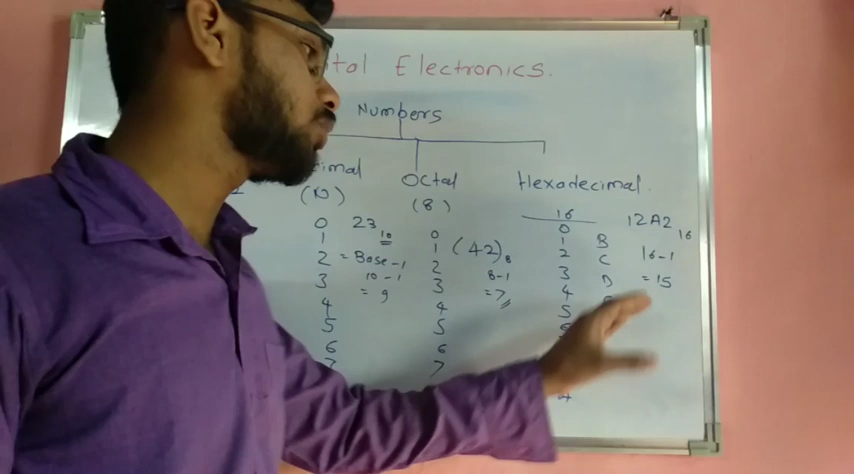 ital Electronics.
Numbers
imal
Octal
Hexadecimal.
(10)
(8)
16
0 23 10
1
2 = Base-1
3 10-1
= 9
4
5
6
7
0
1 (42)8
2
3 8-1
= 7
4
5
6
7
0
1 B
2 C
3 D
4
5
12A2 16
16-1
= 15